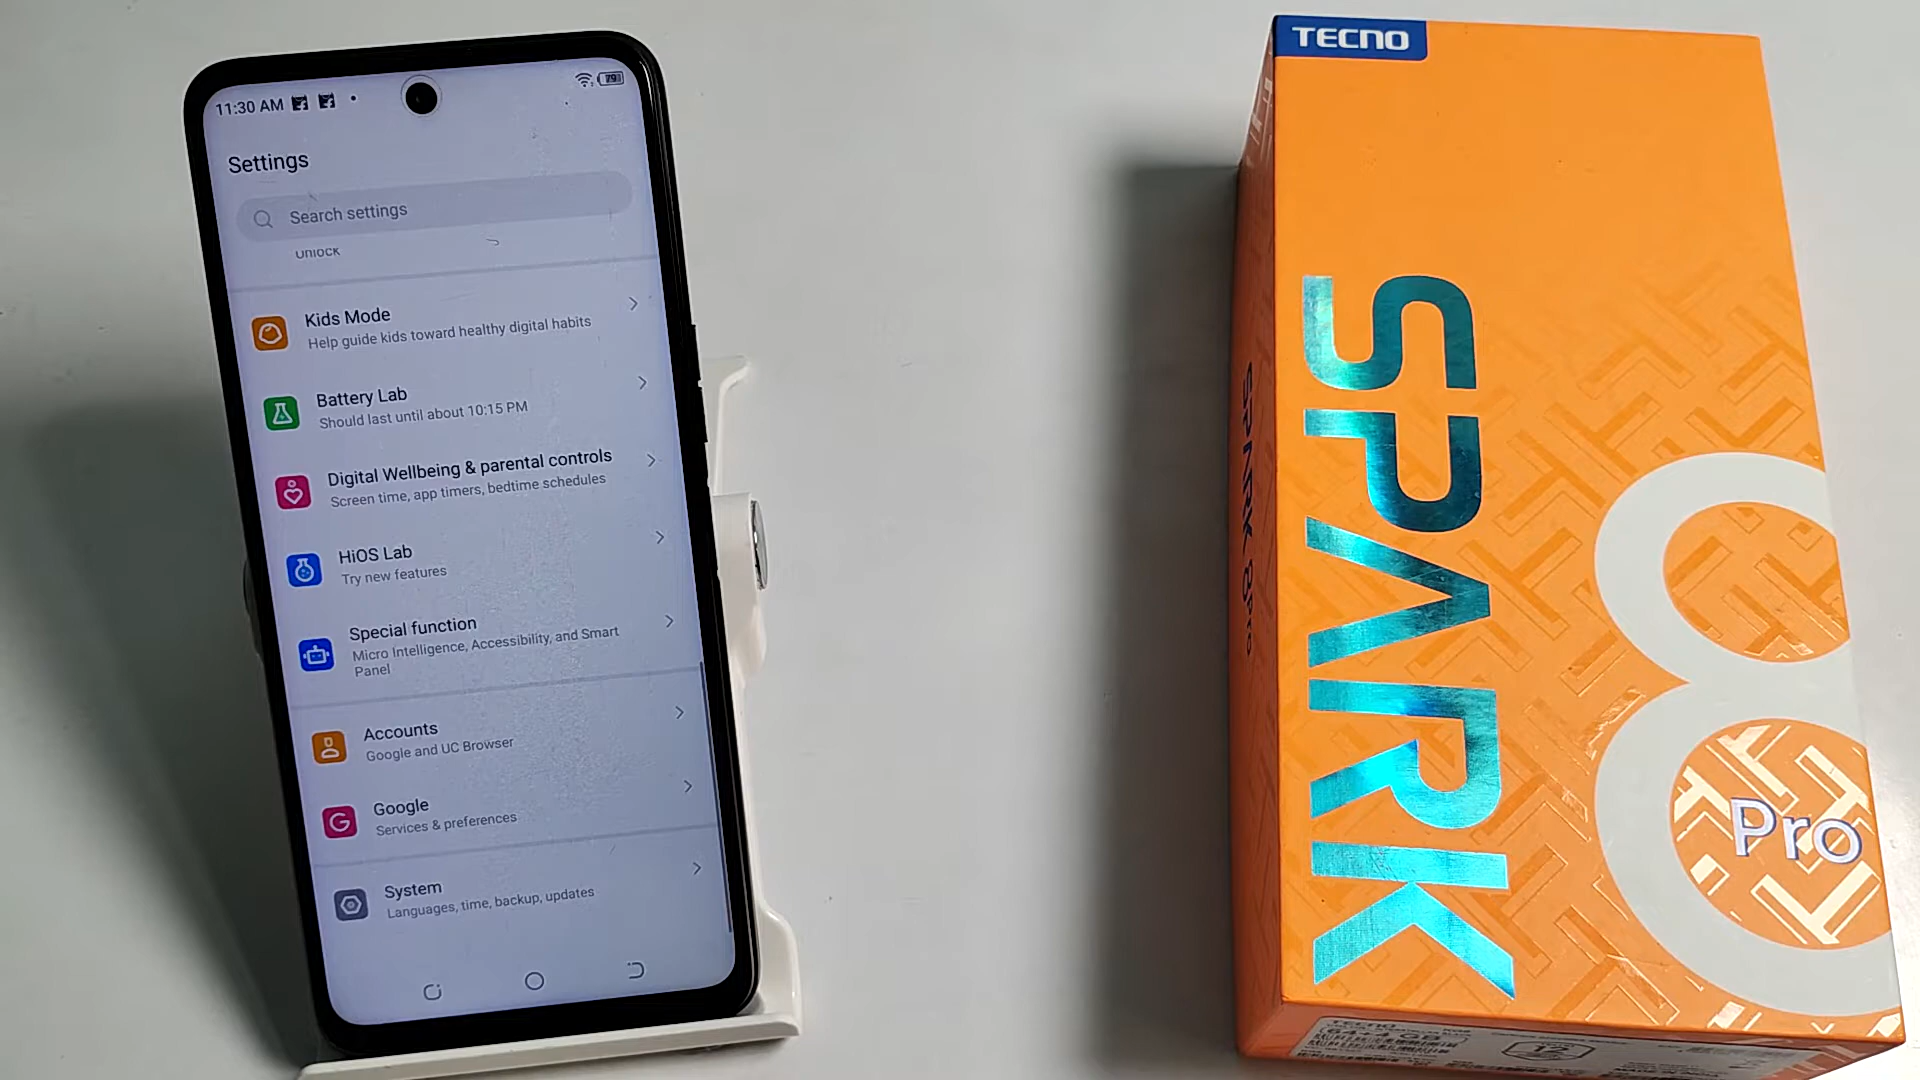 11:30 AM
79
Settings
Search settings
unlock
Kids Mode
Help guide kids toward healthy digital habits
Battery Lab
Should last until about 10:15 PM
Digital Wellbeing & parental controls
Screen time, app timers, bedtime schedules
HiOS Lab
Try new features
Special function
Micro Intelligence, Accessibility, and Smart
Panel
Accounts
Google and UC Browser
Google
Services & preferences
System
Languages, time, backup, updates
TECNO
SPARK
8
Pro
SPARK 8Pro
TECNO